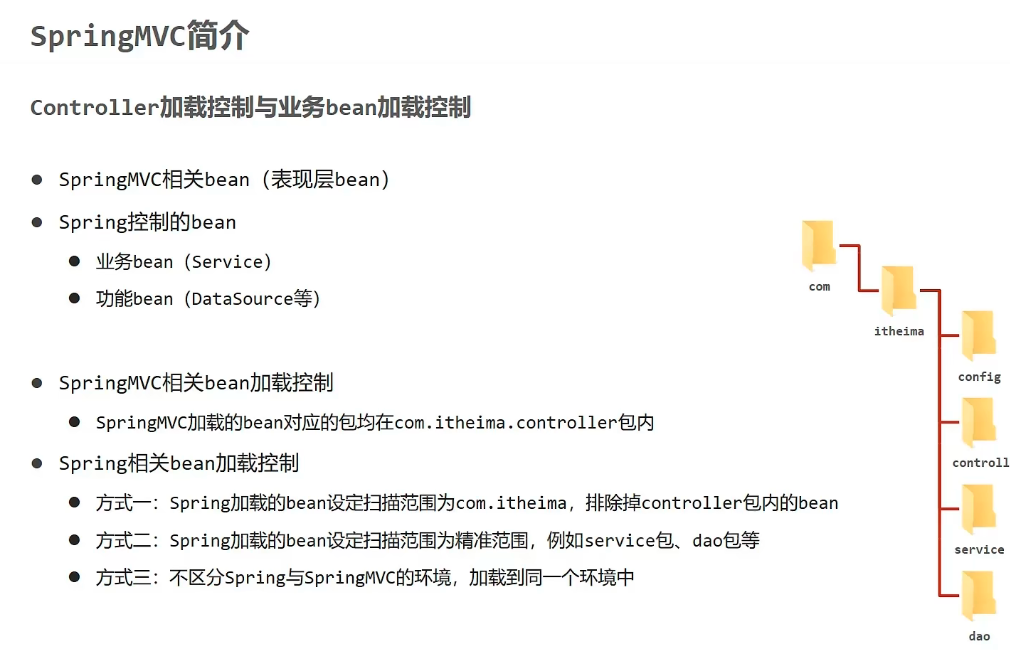 SpringMVC简介
Controller加载控制与业务bean加载控制
SpringMVC相关bean（表现层bean）
Spring控制的bean
业务bean（Service）
功能bean（DataSource等）
SpringMVC相关bean加载控制
SpringMVC加载的bean对应的包均在com.itheima.controller包内
Spring相关bean加载控制
方式一：Spring加载的bean设定扫描范围为com.itheima，排除掉controller包内的bean
方式二：Spring加载的bean设定扫描范围为精准范围，例如service包、dao包等
方式三：不区分Spring与SpringMVC的环境，加载到同一个环境中
com
itheima
config
controll
service
dao